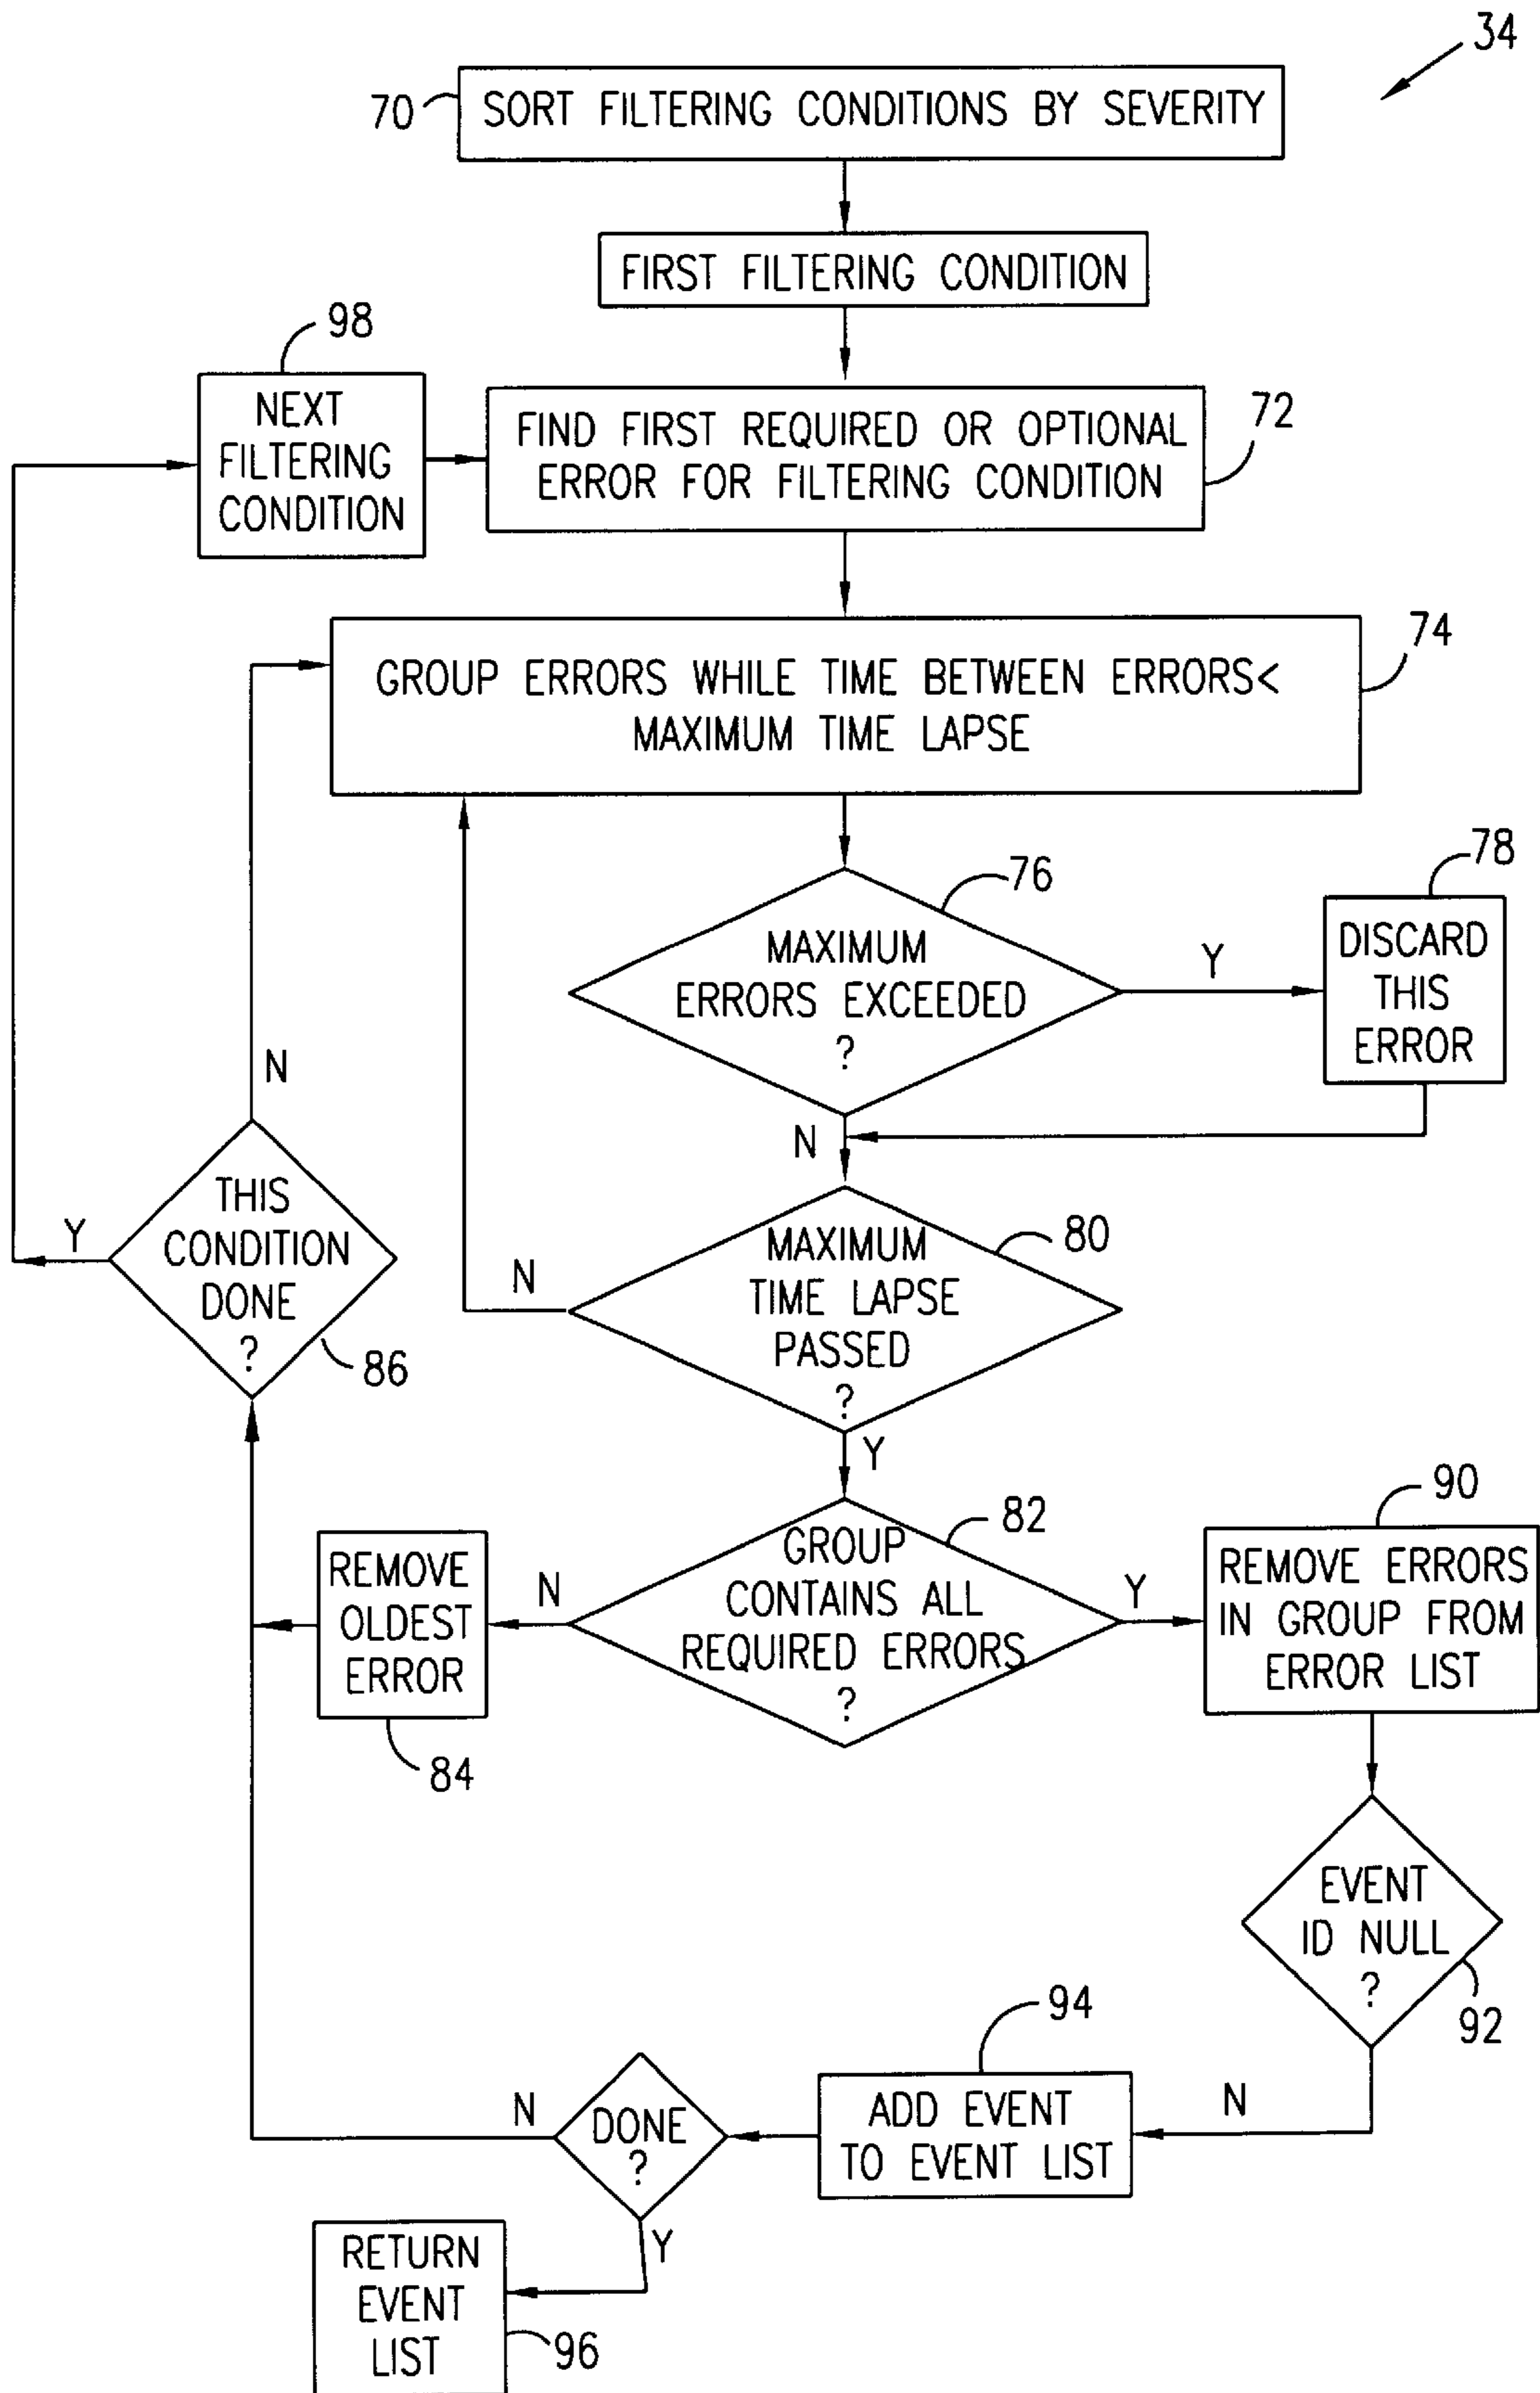 34
70
SORT FILTERING CONDITIONS BY SEVERITY
FIRST FILTERING CONDITION
98
NEXT
FILTERING
CONDITION
FIND FIRST REQUIRED OR OPTIONAL
ERROR FOR FILTERING CONDITION
72
74
GROUP ERRORS WHILE TIME BETWEEN ERRORS<
MAXIMUM TIME LAPSE
76
MAXIMUM
ERRORS EXCEEDED
?
Y
78
DISCARD
THIS
ERROR
N
N
THIS
CONDITION
DONE
?
Y
86
80
MAXIMUM
TIME LAPSE
PASSED
?
N
Y
82
GROUP
CONTAINS ALL
REQUIRED ERRORS
?
N
REMOVE
OLDEST
ERROR
84
Y
90
REMOVE ERRORS
IN GROUP FROM
ERROR LIST
EVENT
ID NULL
?
92
N
94
ADD EVENT
TO EVENT LIST
DONE
?
N
Y
RETURN
EVENT
LIST
96